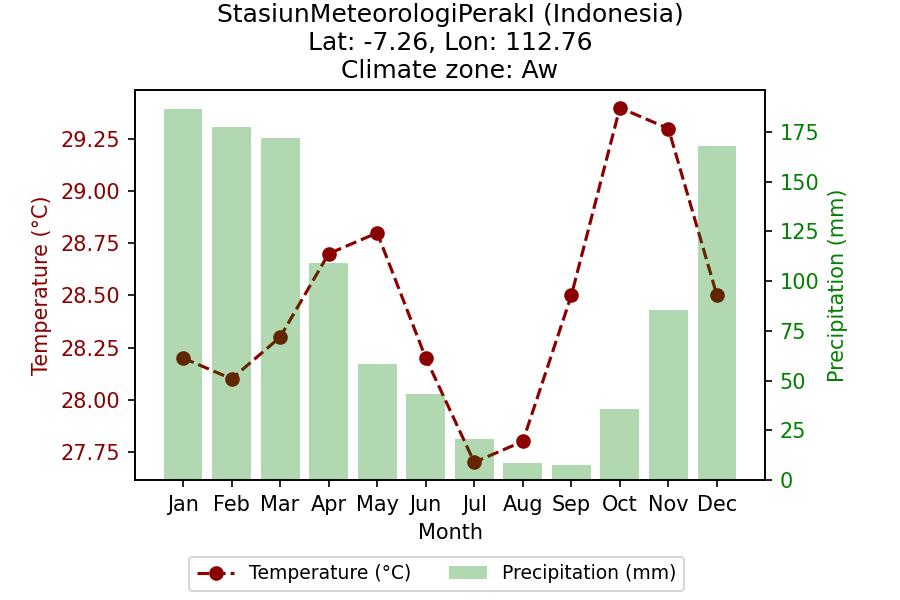 StasiunMeteorologiPerakI (Indonesia)
Lat: -7.26, Lon: 112.76
Climate zone: Aw
29.25
29.00
28.75
28.50
28.25
28.00
27.75
Temperature (°C)
175
150
125
100
75
50
25
0
Precipitation (mm)
Jan Feb Mar Apr May Jun Jul Aug Sep Oct Nov Dec
Month
Temperature (°C) Precipitation (mm)